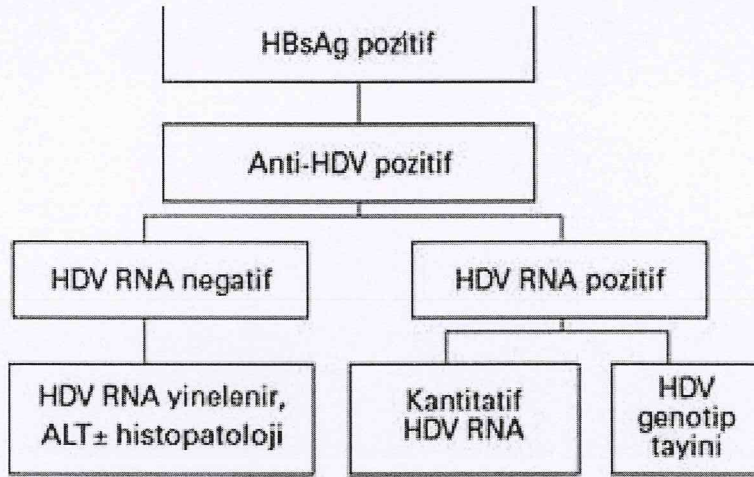 HBsAg pozitif
Anti-HDV pozitif
HDV RNA negatif
HDV RNA pozitif
HDV RNA yinelenir,
ALT± histopatoloji
Kantitatif
HDV RNA
HDV
genotip
tayini